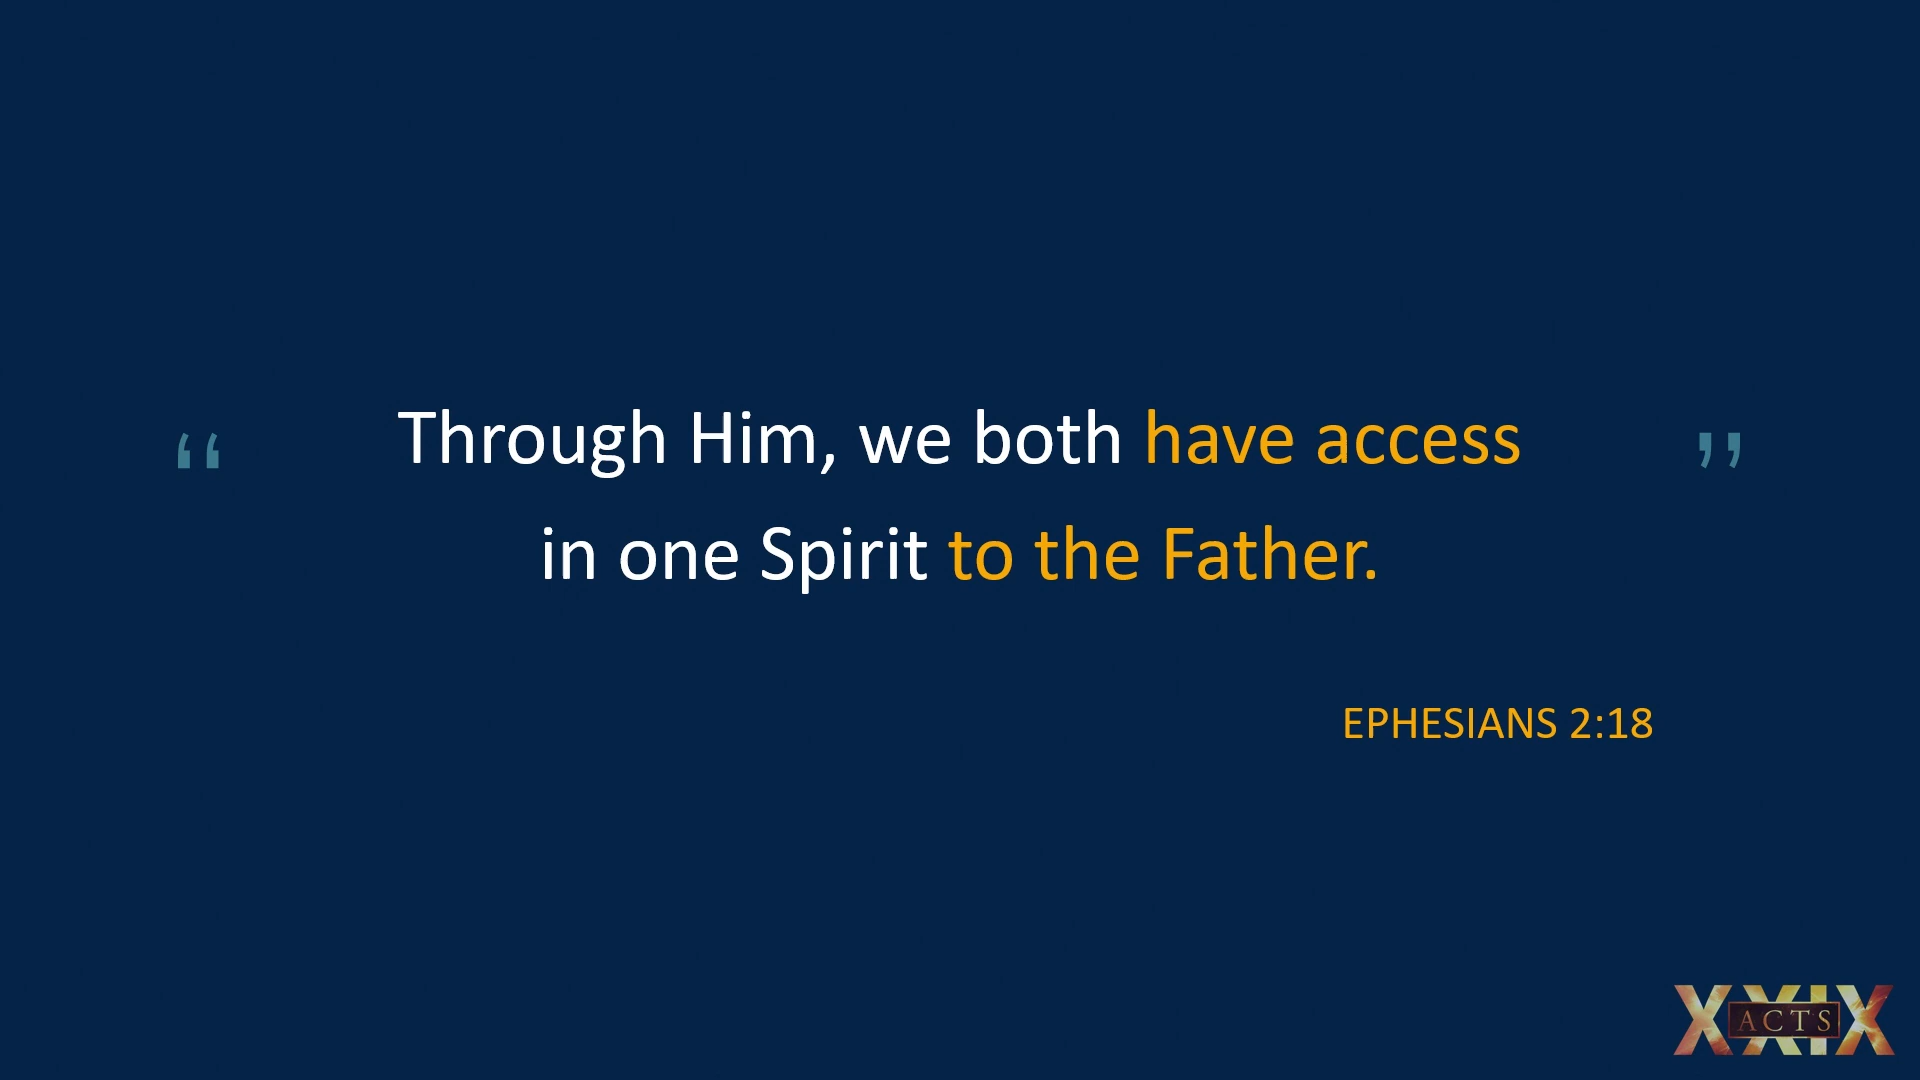 “ Through Him, we both have access ”
in one Spirit to the Father.
EPHESIANS 2:18
XXIX
ACTS